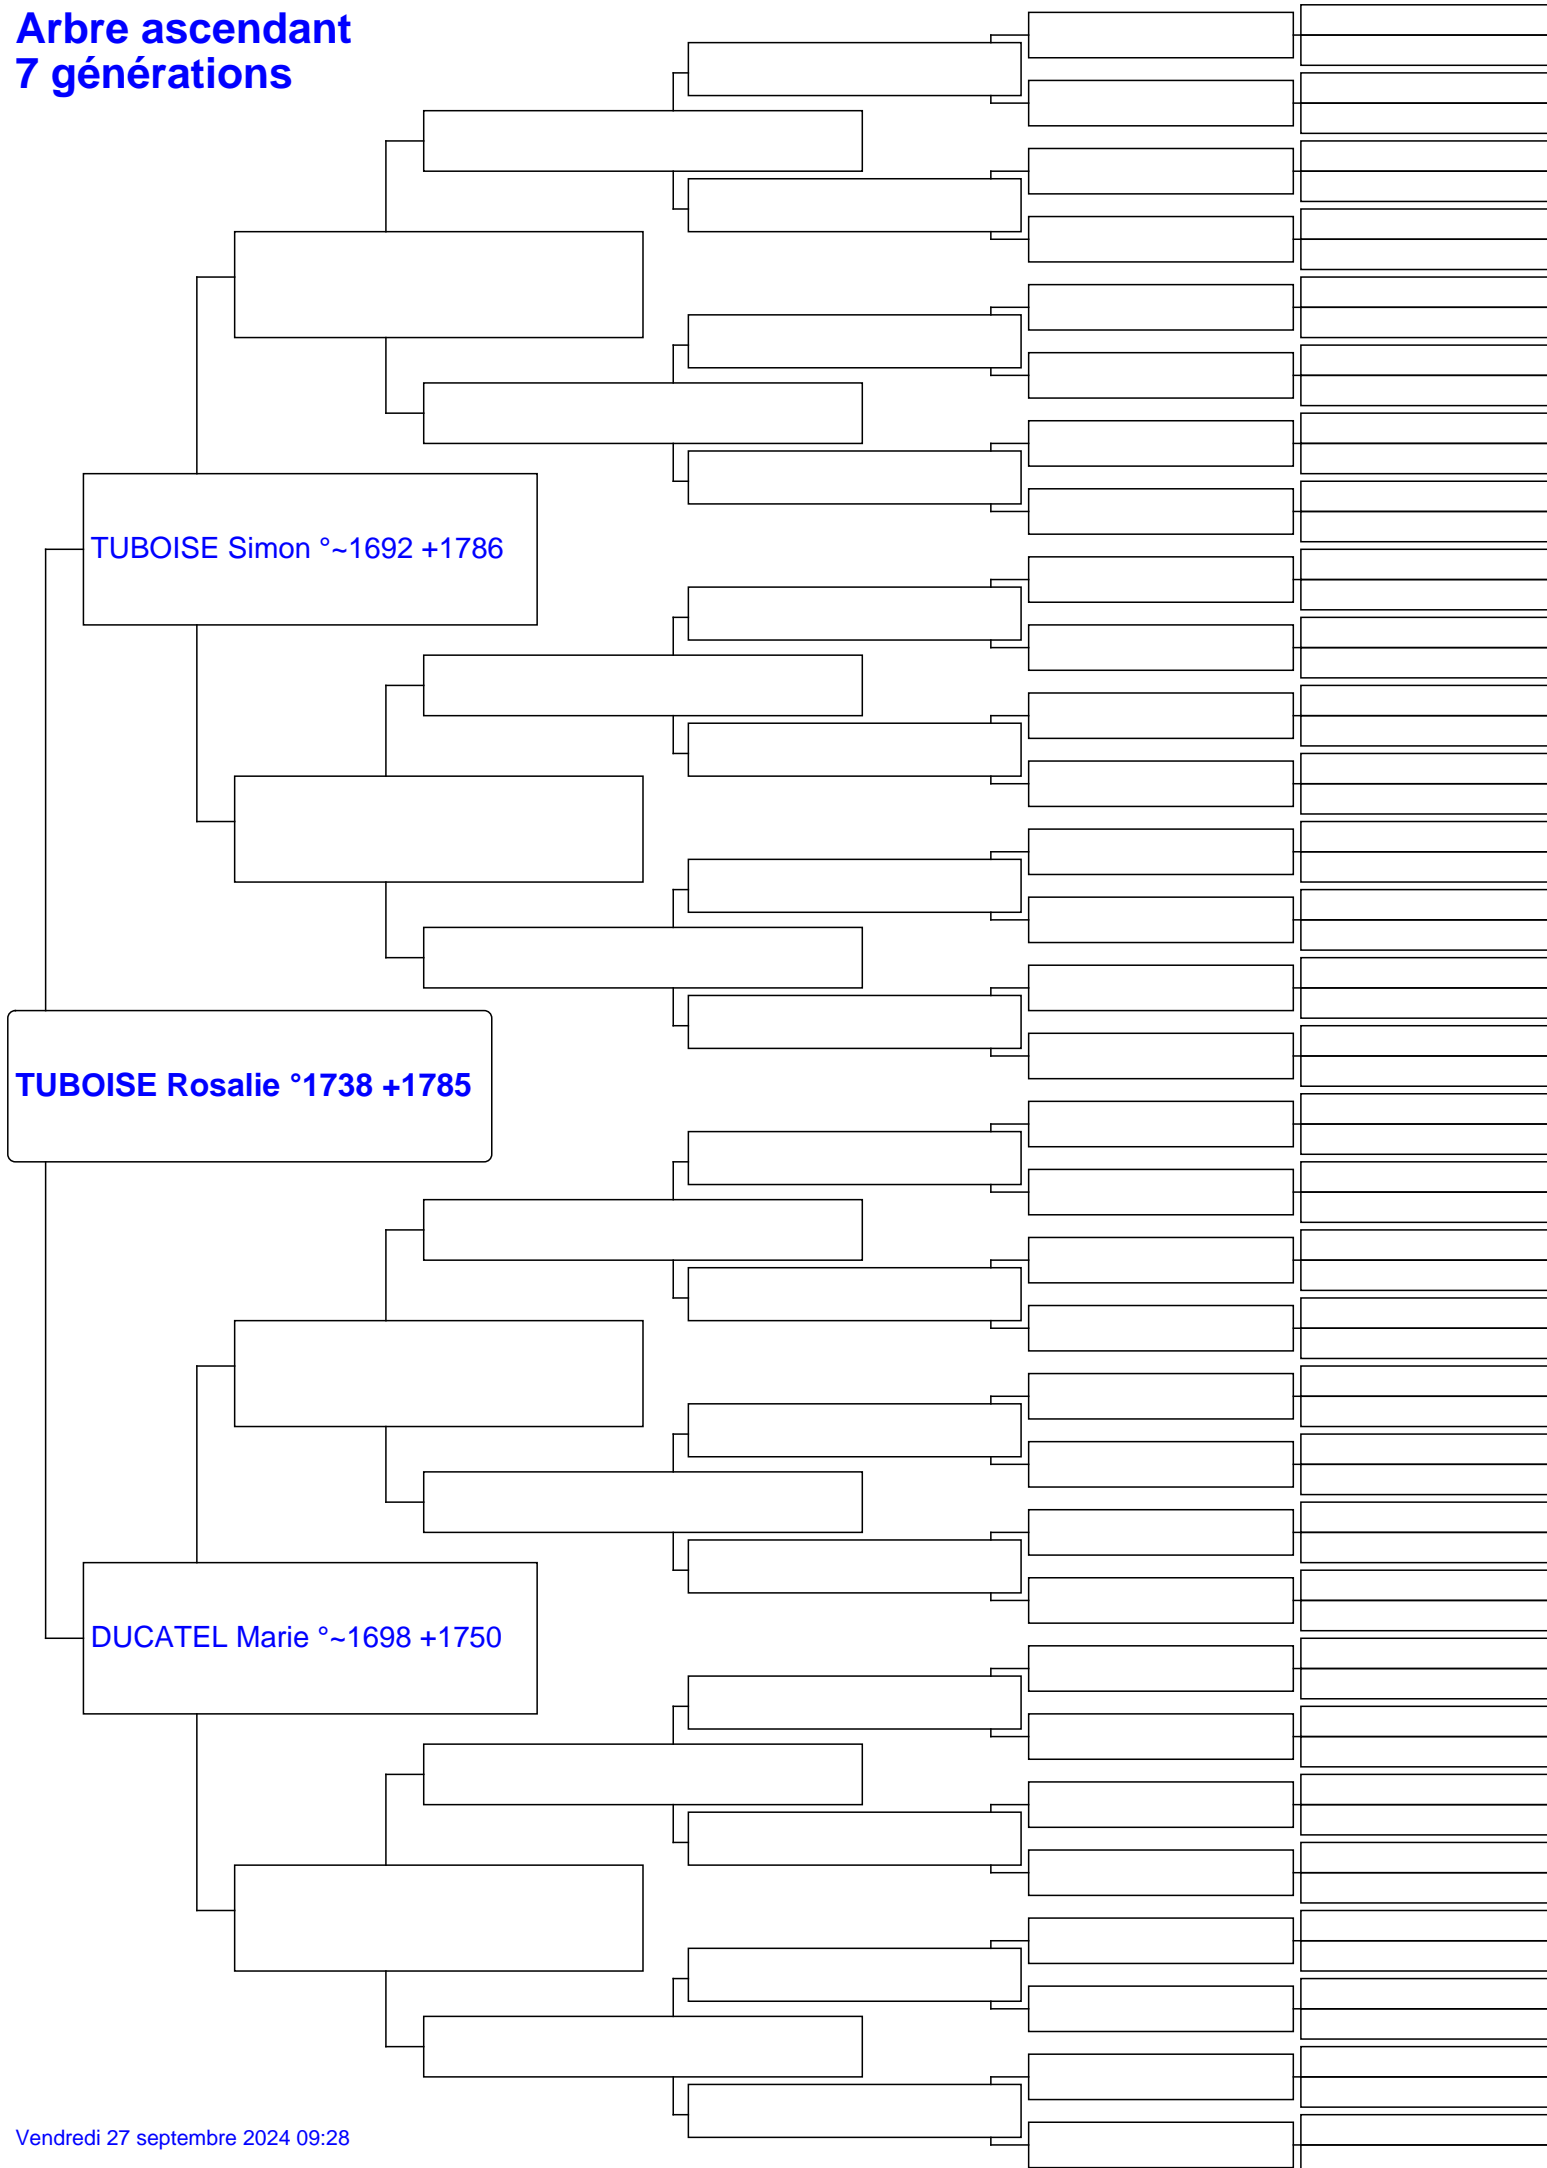 Arbre ascendant
7 générations
TUBOISE Simon °~1692 +1786
TUBOISE Rosalie °1738 +1785
DUCATEL Marie °~1698 +1750
Vendredi 27 septembre 2024 09:28